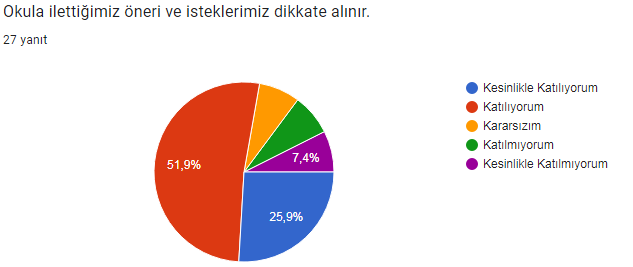 Okula ilettiğimiz öneri ve isteklerimiz dikkate alınır.
27 yanıt
Kesinlikle Katılıyorum
Katılıyorum
Kararsızım
Katılmıyorum
Kesinlikle Katılmıyorum
51,9%
7,4%
25,9%